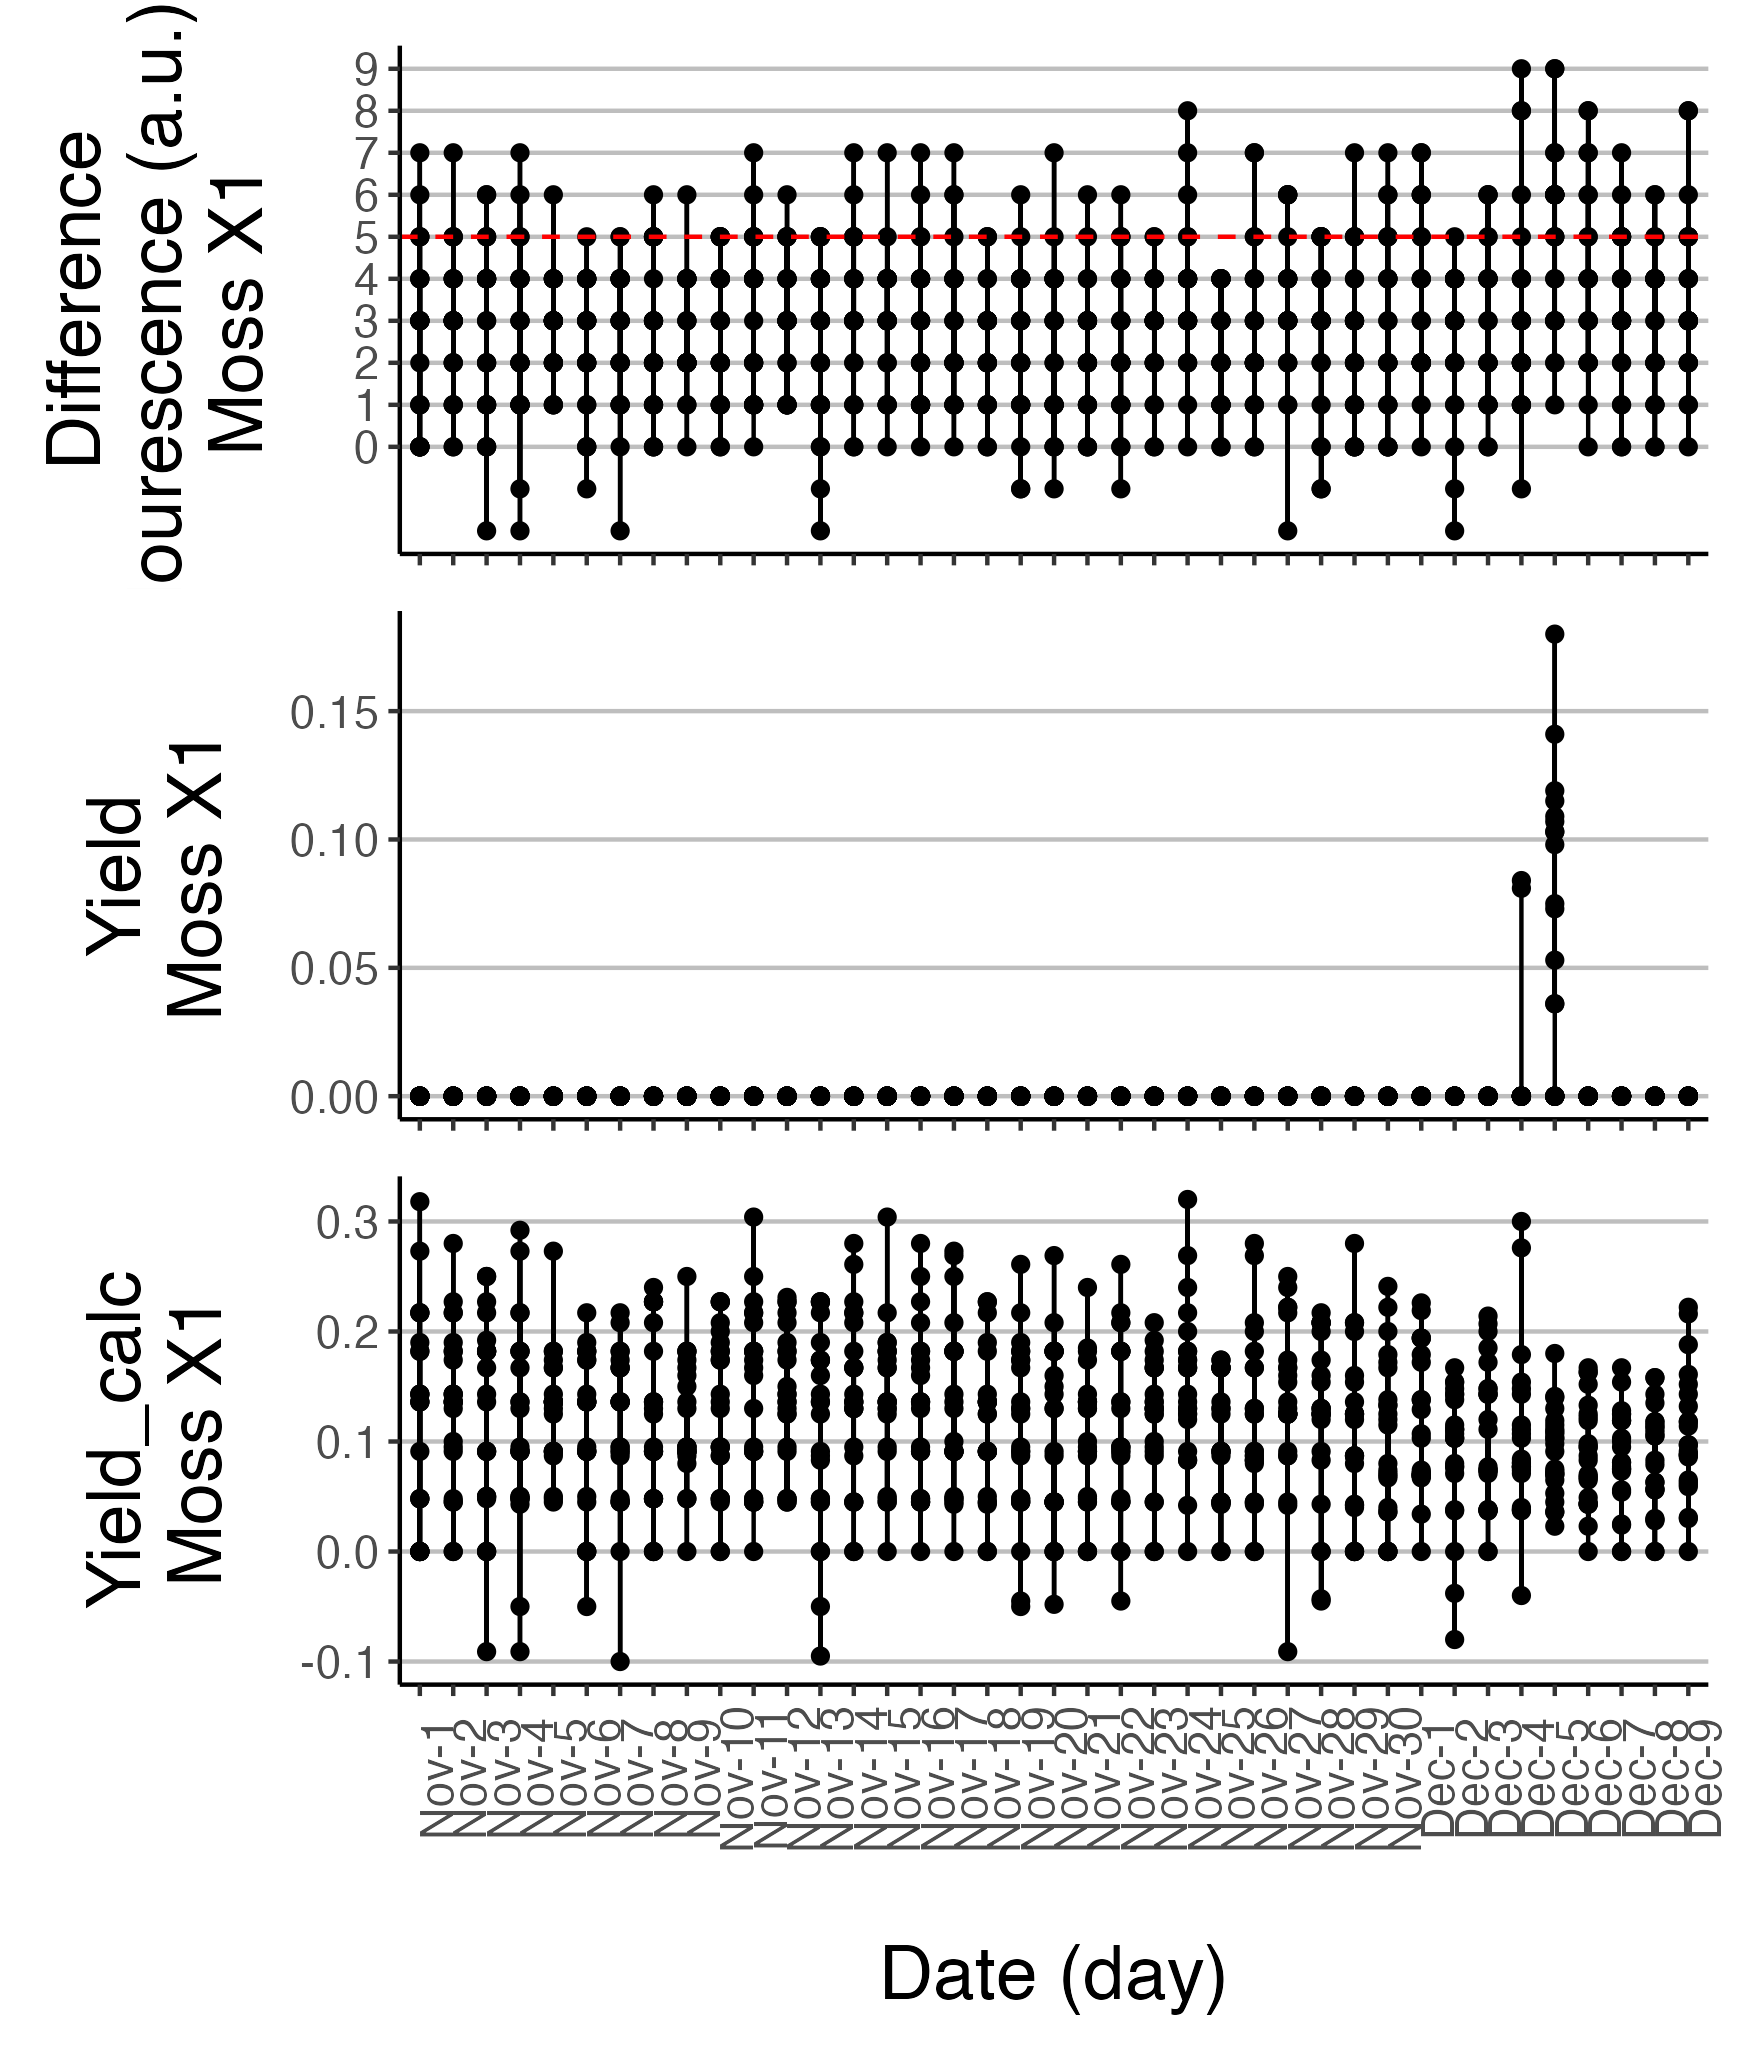 Difference
ourescence (a.u.)
Moss X1
9
8
7
6
5
4
3
2
1
0
Yield
Moss X1
0.15
0.10
0.05
0.00
Yield_calc
Moss X1
0.3
0.2
0.1
0.0
-0.1
Nov-1
Nov-2
Nov-3
Nov-4
Nov-5
Nov-6
Nov-7
Nov-8
Nov-9
Nov-10
Nov-11
Nov-12
Nov-13
Nov-14
Nov-15
Nov-16
Nov-17
Nov-18
Nov-19
Nov-20
Nov-21
Nov-22
Nov-23
Nov-24
Nov-25
Nov-26
Nov-27
Nov-28
Nov-29
Nov-30
Dec-1
Dec-2
Dec-3
Dec-4
Dec-5
Dec-6
Dec-7
Dec-8
Dec-9
Date (day)